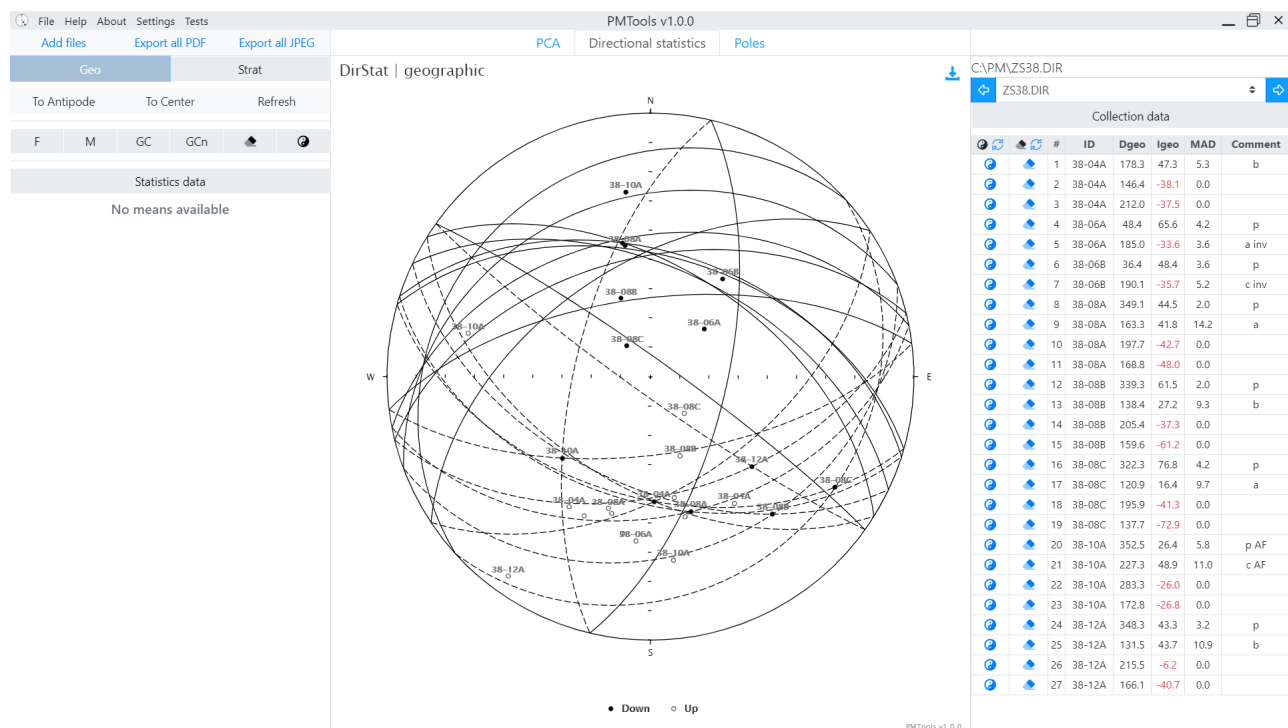 File Help About Settings Tests
PMTools v1.0.0
Add files Export all PDF Export all JPEG
PCA Directional statistics Poles
Geo Strat
To Antipode To Center Refresh
F M GC GCn
Statistics data
No means available
DirStat | geographic
N
38-10A
38-08A
38-06B
38-08B
38-10A
38-06A
38-08C
W
E
38-08C
38-08B
38-10A
38-12A
38-08C
38-04A
38-04A
38-04A
38-08A
38-08A
38-08B
38-06A
38-10A
38-12A
S
Down Up
PMTools v1.0.0
C:\PM\ZS38.DIR
ZS38.DIR
Collection data
# ID Dgeo Igeo MAD Comment
1 38-04A 178.3 47.3 5.3 b
2 38-04A 146.4 -38.1 0.0
3 38-04A 212.0 -37.5 0.0
4 38-06A 48.4 65.6 4.2 p
5 38-06A 185.0 -33.6 3.6 a inv
6 38-06B 36.4 48.4 3.6 p
7 38-06B 190.1 -35.7 5.2 c inv
8 38-08A 349.1 44.5 2.0 p
9 38-08A 163.3 41.8 14.2 a
10 38-08A 197.7 -42.7 0.0
11 38-08A 168.8 -48.0 0.0
12 38-08B 339.3 61.5 2.0 p
13 38-08B 138.4 27.2 9.3 b
14 38-08B 205.4 -37.3 0.0
15 38-08B 159.6 -61.2 0.0
16 38-08C 322.3 76.8 4.2 p
17 38-08C 120.9 16.4 9.7 a
18 38-08C 195.9 -41.3 0.0
19 38-08C 137.7 -72.9 0.0
20 38-10A 352.5 26.4 5.8 p AF
21 38-10A 227.3 48.9 11.0 c AF
22 38-10A 283.3 -26.0 0.0
23 38-10A 172.8 -26.8 0.0
24 38-12A 348.3 43.3 3.2 p
25 38-12A 131.5 43.7 10.9 b
26 38-12A 215.5 -6.2 0.0
27 38-12A 166.1 -40.7 0.0